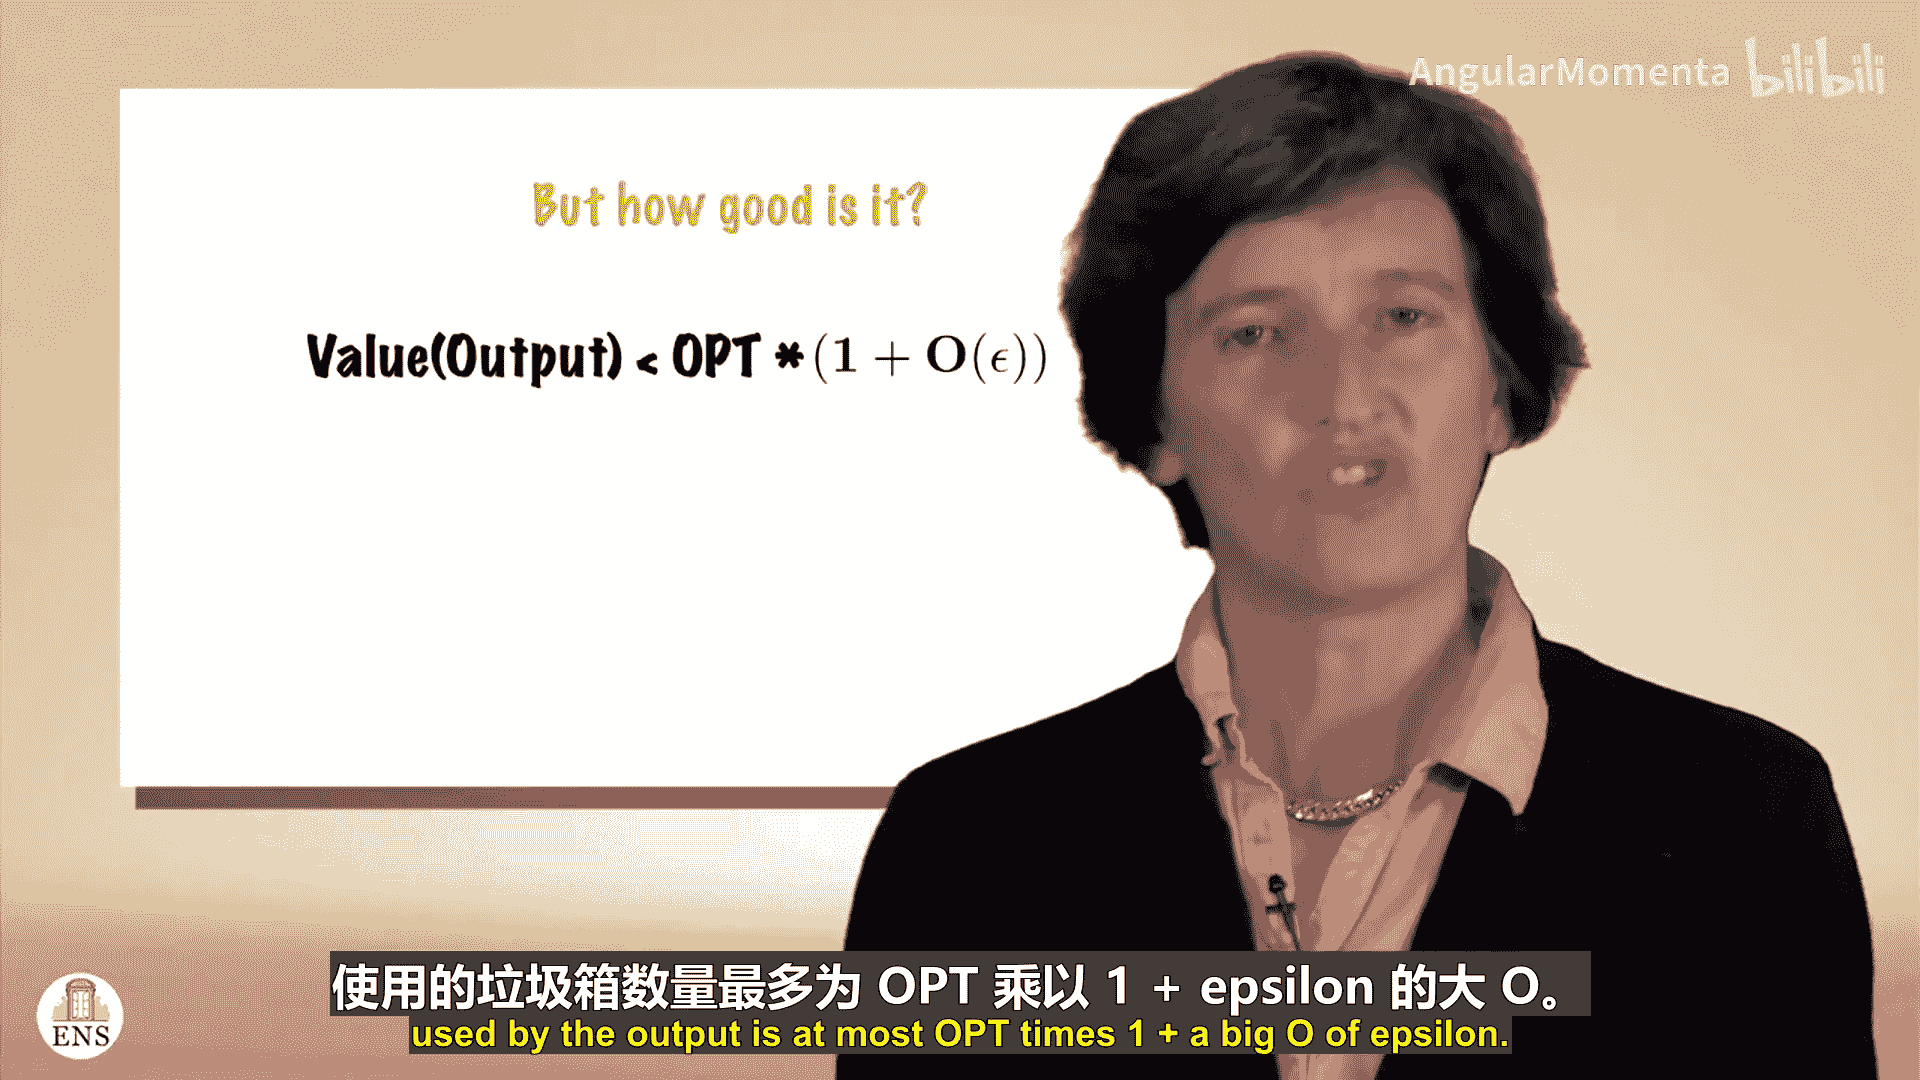 AngularMomenta bilibili
But how good is it?
Value(Output) < OPT * (1 + O(ϵ))
使用的垃圾箱数量最多为 OPT 乘以 1 + epsilon 的大 O。
used by the output is at most OPT times 1 + a big O of epsilon.
ENS